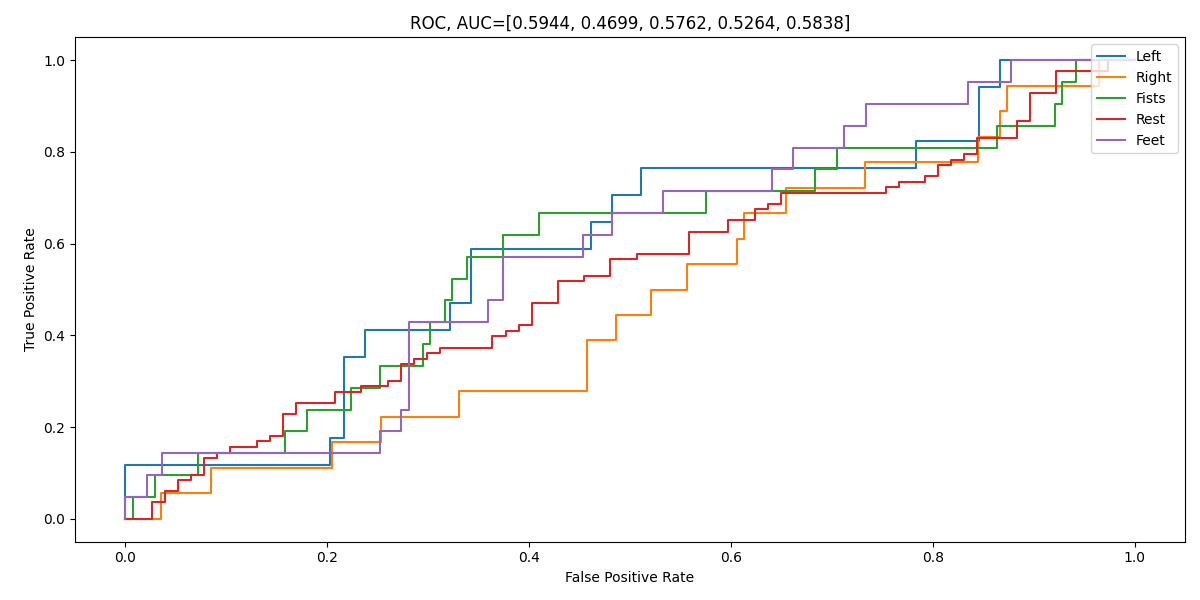 ROC, AUC=[0.5944, 0.4699, 0.5762, 0.5264, 0.5838]
Left
Right
Fists
Rest
Feet
True Positive Rate
1.0
0.8
0.6
0.4
0.2
0.0
0.0 0.2 0.4 0.6 0.8 1.0
False Positive Rate